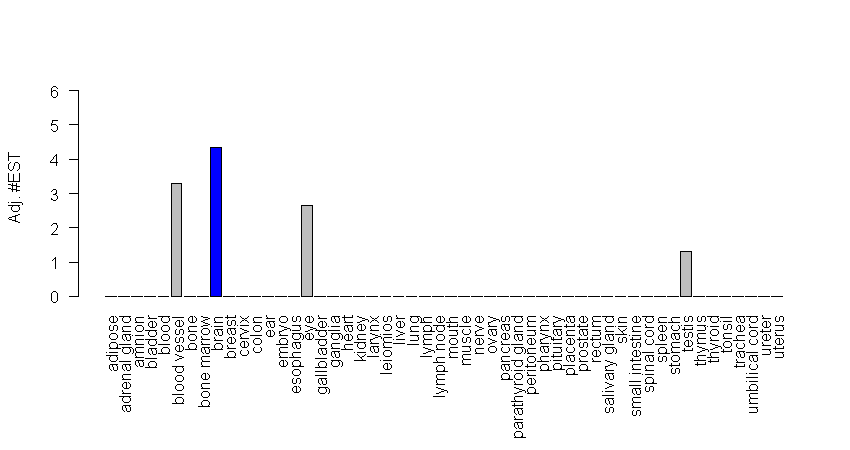 6
5
4
3
2
1
0
Adj. #EST
adipose
adrenal gland
amnion
bladder
blood
blood vessel
bone
bone marrow
brain
breast
cervix
colon
ear
embryo
esophagus
eye
gallbladder
ganglia
heart
kidney
larynx
leiomios
liver
lung
lymph
lymph node
mouth
muscle
nerve
ovary
pancreas
parathyroid gland
peritoneum
pharynx
pituitary
placenta
prostate
rectum
salivary gland
skin
small intestine
spinal cord
spleen
stomach
testis
thymus
thyroid
tonsil
trachea
umbilical cord
ureter
uterus